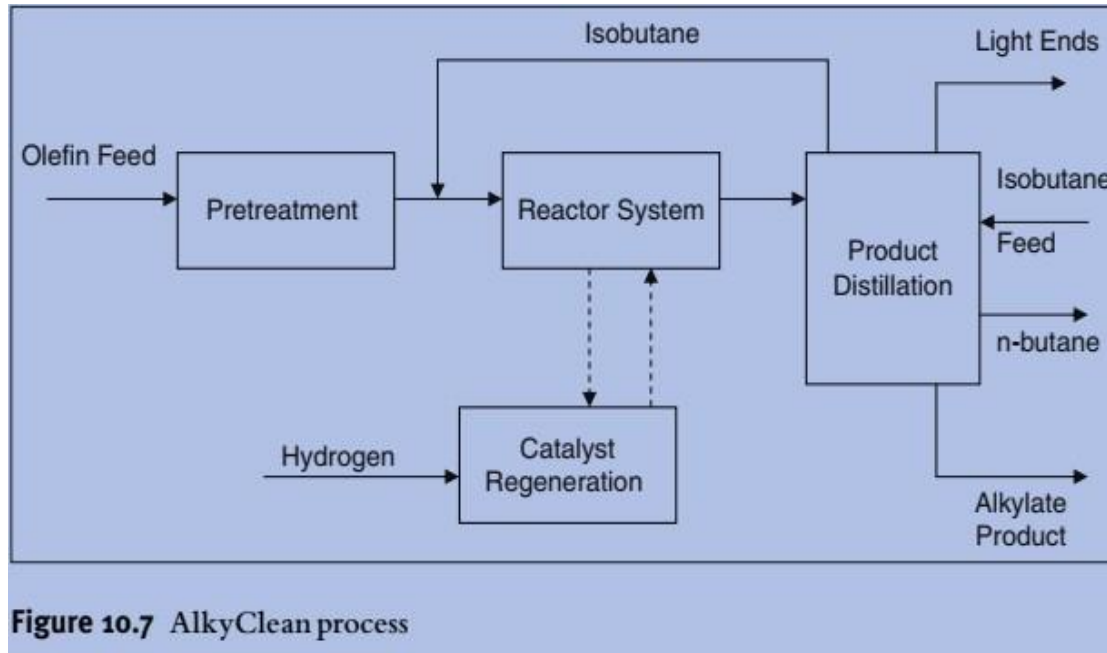 Isobutane
Light Ends
Olefin Feed
Pretreatment
Reactor System
Isobutane
Feed
Product
Distillation
n-butane
Hydrogen
Catalyst
Regeneration
Alkylate
Product
Figure 10.7 AlkyClean process